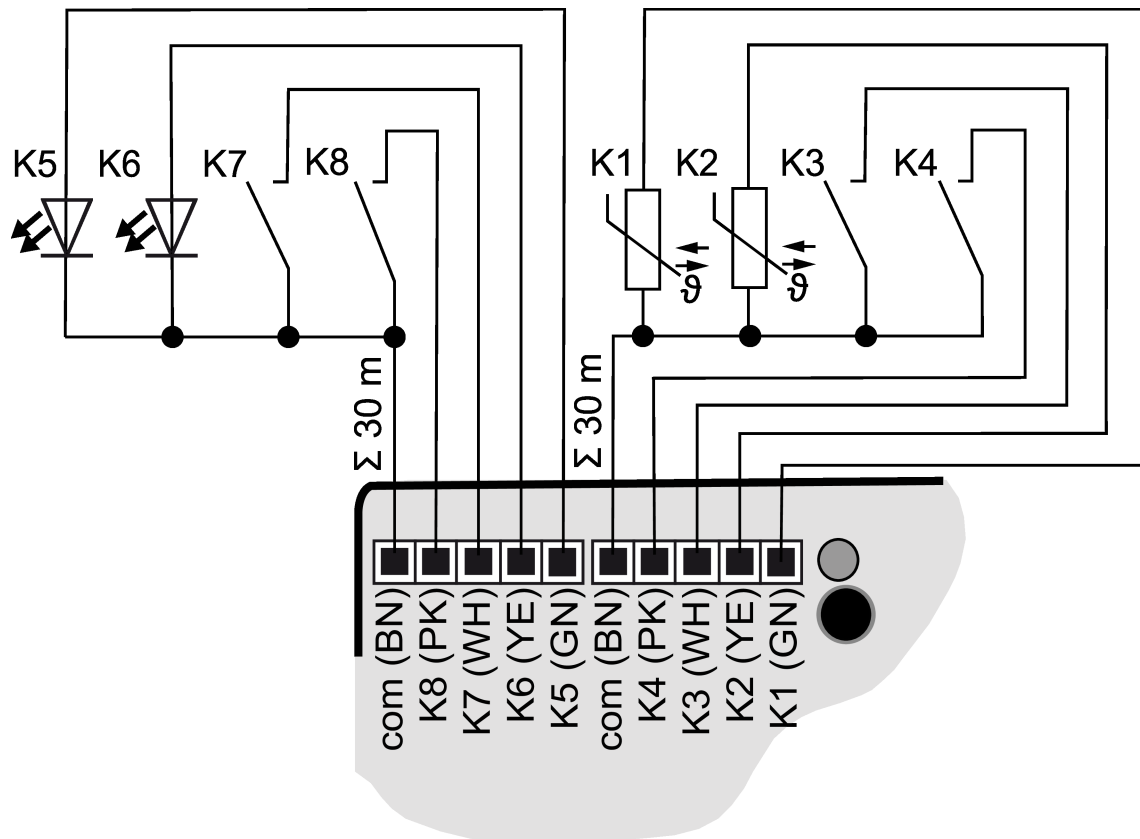 K5 K6 K7 K8 K1 K2 K3 K4
ϑ ϑ
Σ 30 m
Σ 30 m
com (BN)
K8 (PK)
K7 (WH)
K6 (YE)
K5 (GN)
com (BN)
K4 (PK)
K3 (WH)
K2 (YE)
K1 (GN)